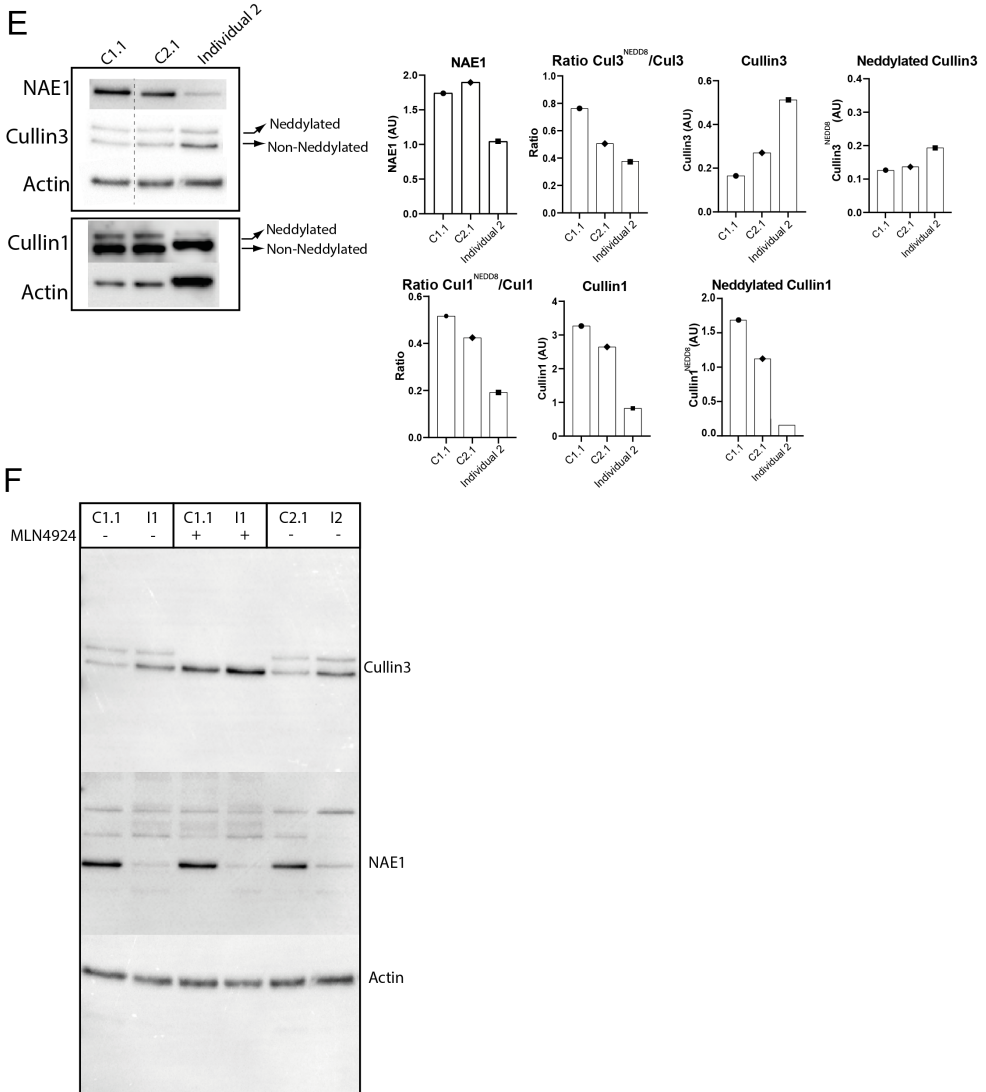 E
C1.1
C2.1
Individual 2
NAE1
Cullin3
Neddylated
Non-Neddylated
Actin
Cullin1
Neddylated
Non-Neddylated
Actin
NAE1
NAE1 (AU)
2.0
1.5
1.0
0.5
0.0
C1.1
C2.1
Individual 2
Ratio Cul3NEDD8/Cul3
Ratio
1.0
0.8
0.6
0.4
0.2
0.0
C1.1
C2.1
Individual 2
Cullin3
Cullin3 (AU)
0.6
0.4
0.2
0.0
C1.1
C2.1
Individual 2
Neddylated Cullin3
Cullin3NEDD8(AU)
0.4
0.3
0.2
0.1
0.0
C1.1
C2.1
Individual 2
Ratio Cul1NEDD8/Cul1
Ratio
0.6
0.4
0.2
0.0
C1.1
C2.1
Individual 2
Cullin1
Cullin1 (AU)
4
3
2
1
0
C1.1
C2.1
Individual 2
Neddylated Cullin1
Cullin1NEDD8(AU)
2.0
1.5
1.0
0.5
0.0
C1.1
C2.1
Individual 2
F
C1.1 I1 C1.1 I1 C2.1 I2
MLN4924 - - + + - -
Cullin3
NAE1
Actin